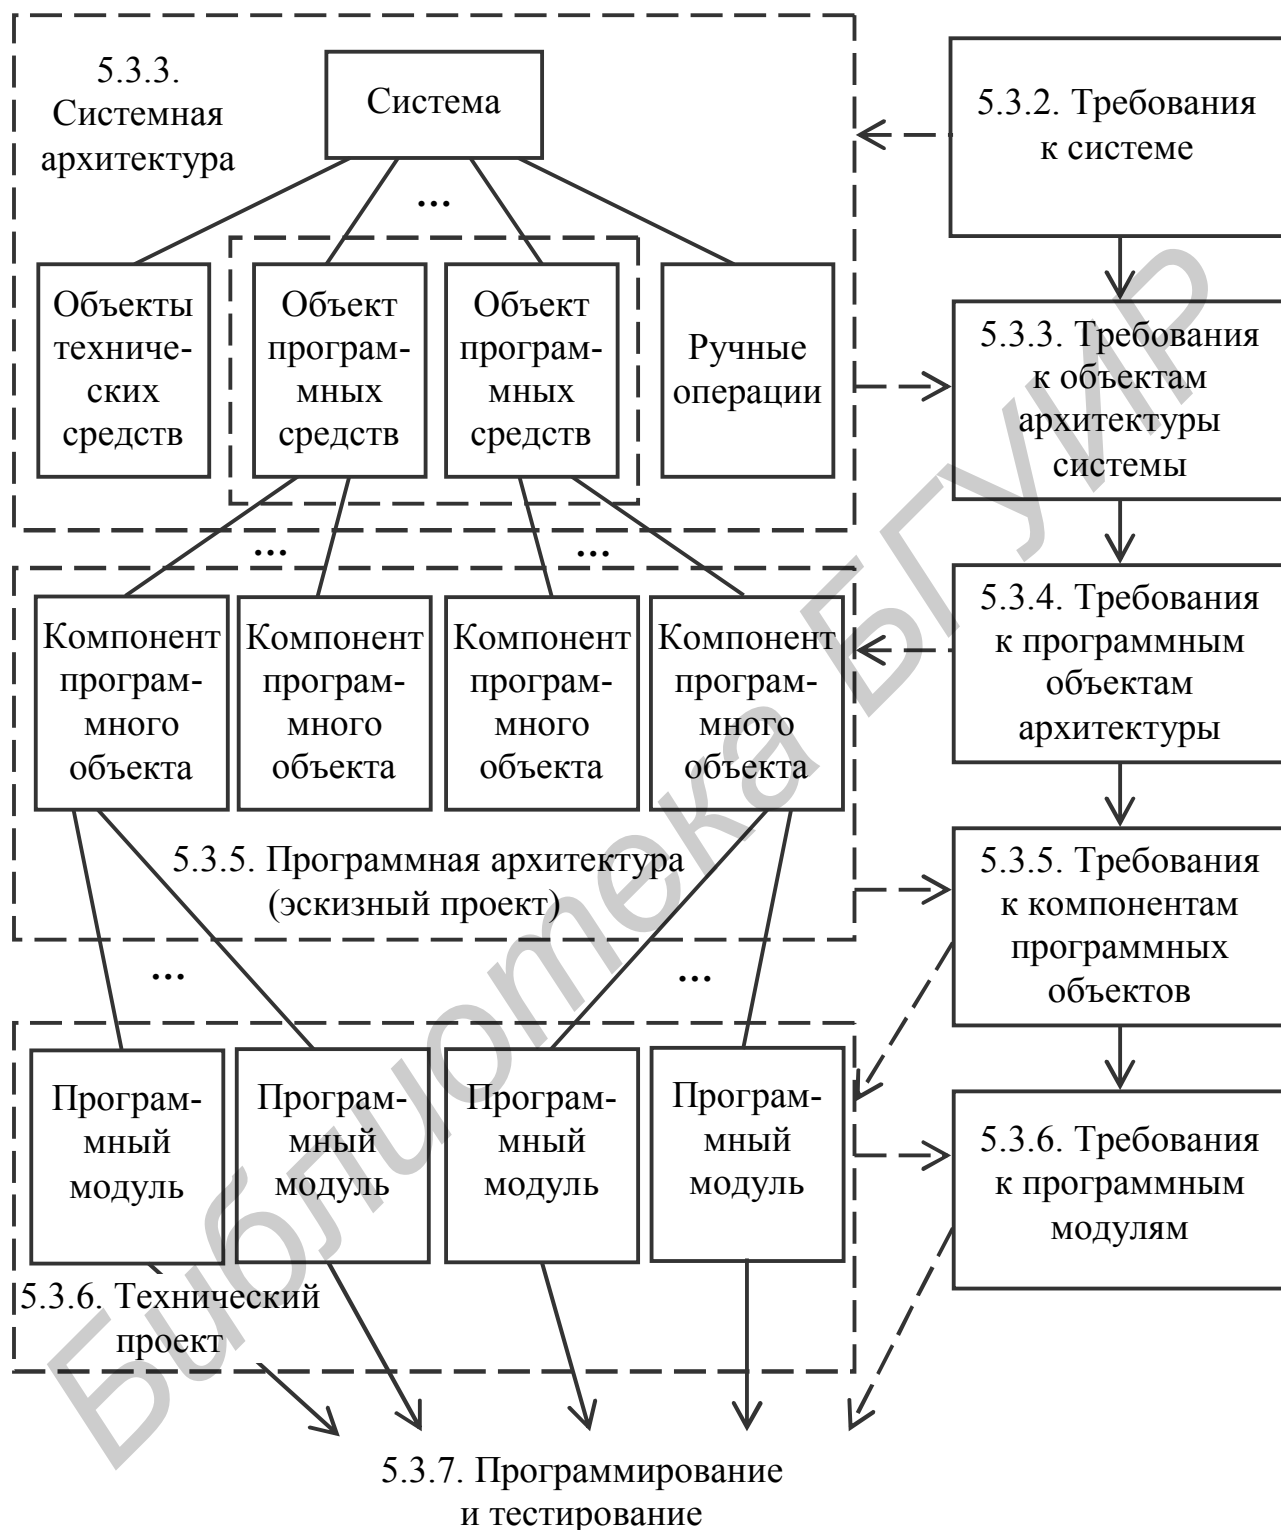 5.3.3.
Системная
архитектура
Система
5.3.2. Требования
к системе
...
Объекты
техниче-
ских
средств
Объект
програм-
мных
средств
Объект
програм-
мных
средств
Ручные
операции
5.3.3. Требования
к объектам
архитектуры
системы
...
...
Компонент
програм-
много
объекта
Компонент
програм-
много
объекта
Компонент
програм-
много
объекта
Компонент
програм-
много
объекта
5.3.4. Требования
к программным
объектам
архитектуры
5.3.5. Программная архитектура
(эскизный проект)
5.3.5. Требования
к компонентам
программных
объектов
...
...
Програм-
мный
модуль
Програм-
мный
модуль
Програм-
мный
модуль
Програм-
мный
модуль
5.3.6. Требования
к программным
модулям
5.3.6. Технический
проект
5.3.7. Программирование
и тестирование
Библиотека БГУИР